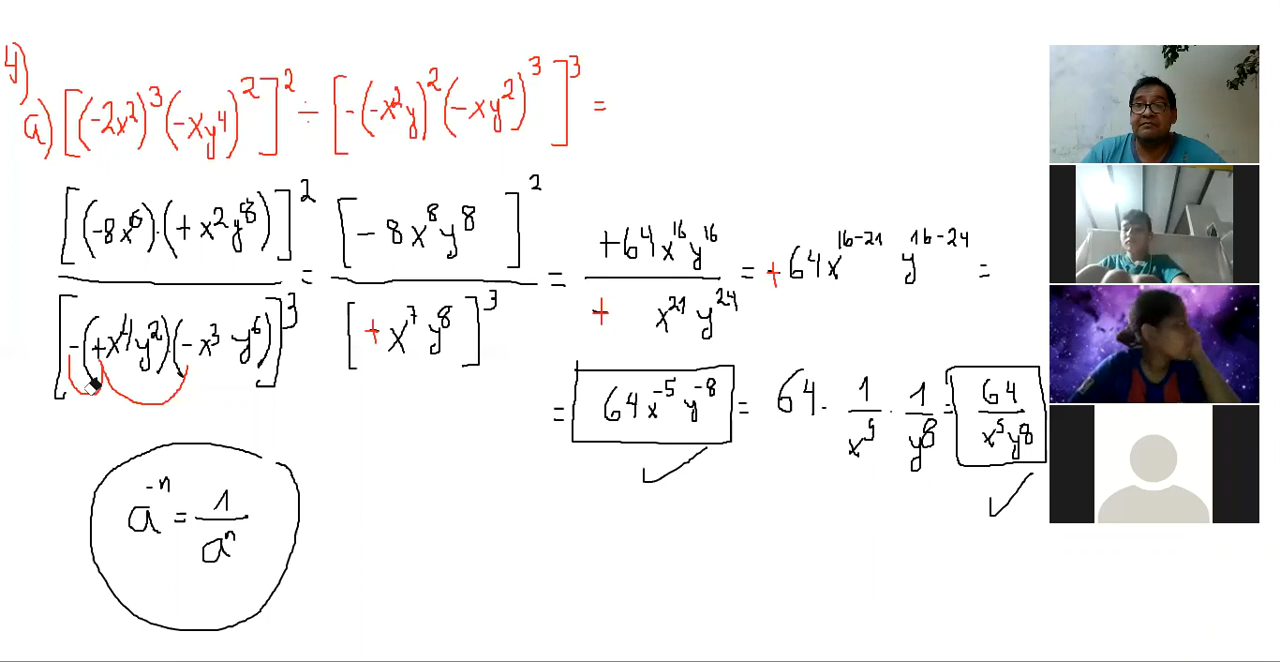 4)
a) [(-2x²)³(-xy⁴)²]² ÷ [-(-x²y)²(-xy²)³]³ =
[(-8x⁶)·(+x²y⁸)]² / [-(+x⁴y²)·(-x³ y⁶)]³ = [-8x⁸y⁸]² / [+x⁷y⁸]³ = +64x¹⁶y¹⁶ / + x²¹y²⁴ = +64x¹⁶⁻²¹ y¹⁶⁻²⁴ =
= 64x⁻⁵y⁻⁸ = 64 · 1/x⁵ · 1/y⁸ = 64/x⁵y⁸
a⁻ⁿ = 1/aⁿ